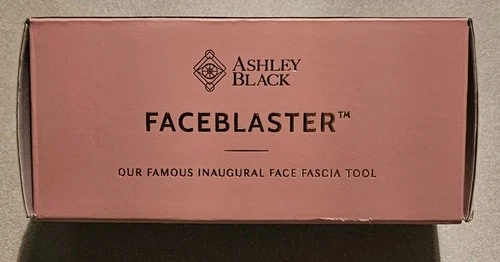 ASHLEY
BLACK
FACEBLASTER™
OUR FAMOUS INAUGURAL FACE FASCIA TOOL